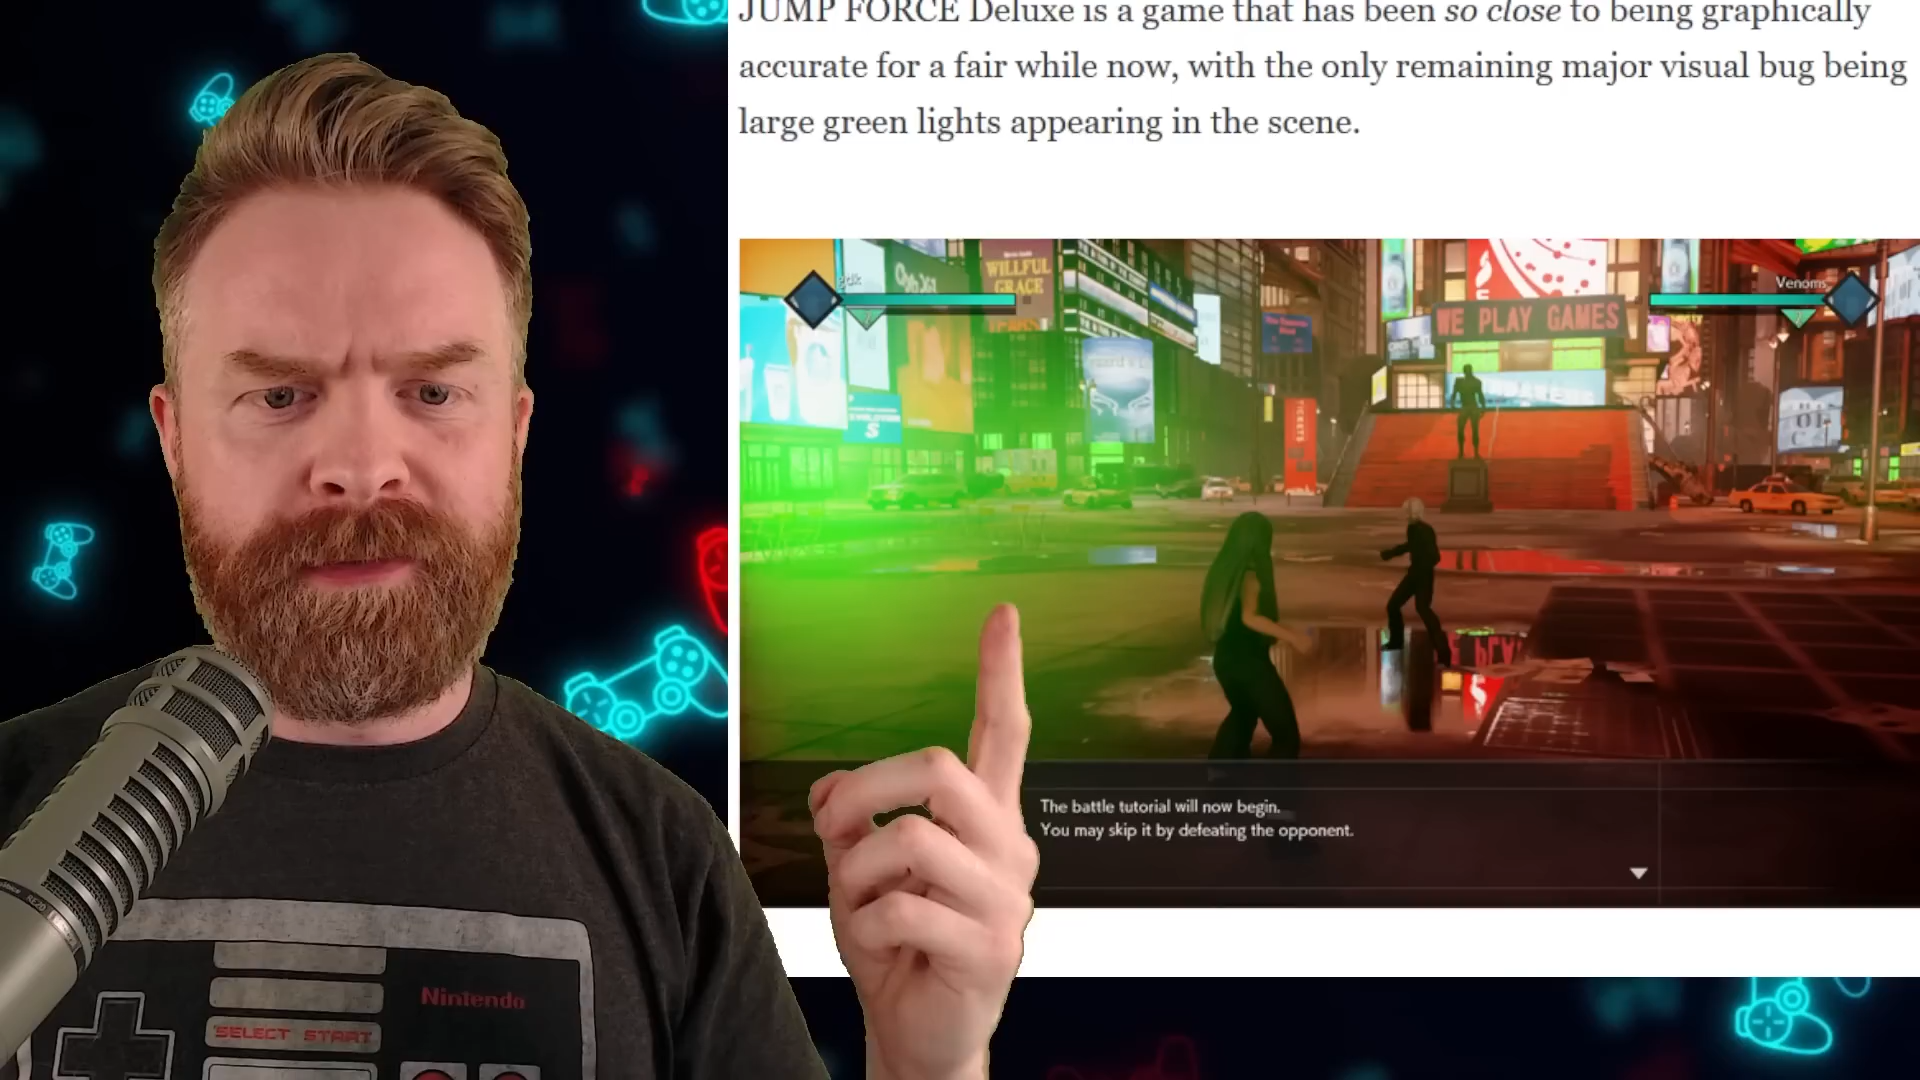 JUMP FORCE Deluxe is a game that has been so close to being graphically
accurate for a fair while now, with the only remaining major visual bug being
large green lights appearing in the scene.
WILLFUL
GRACE
WE PLAY GAMES
Venoms
TICKETS
S
The battle tutorial will now begin.
You may skip it by defeating the opponent.
Nintendo
SELECT START
RE20